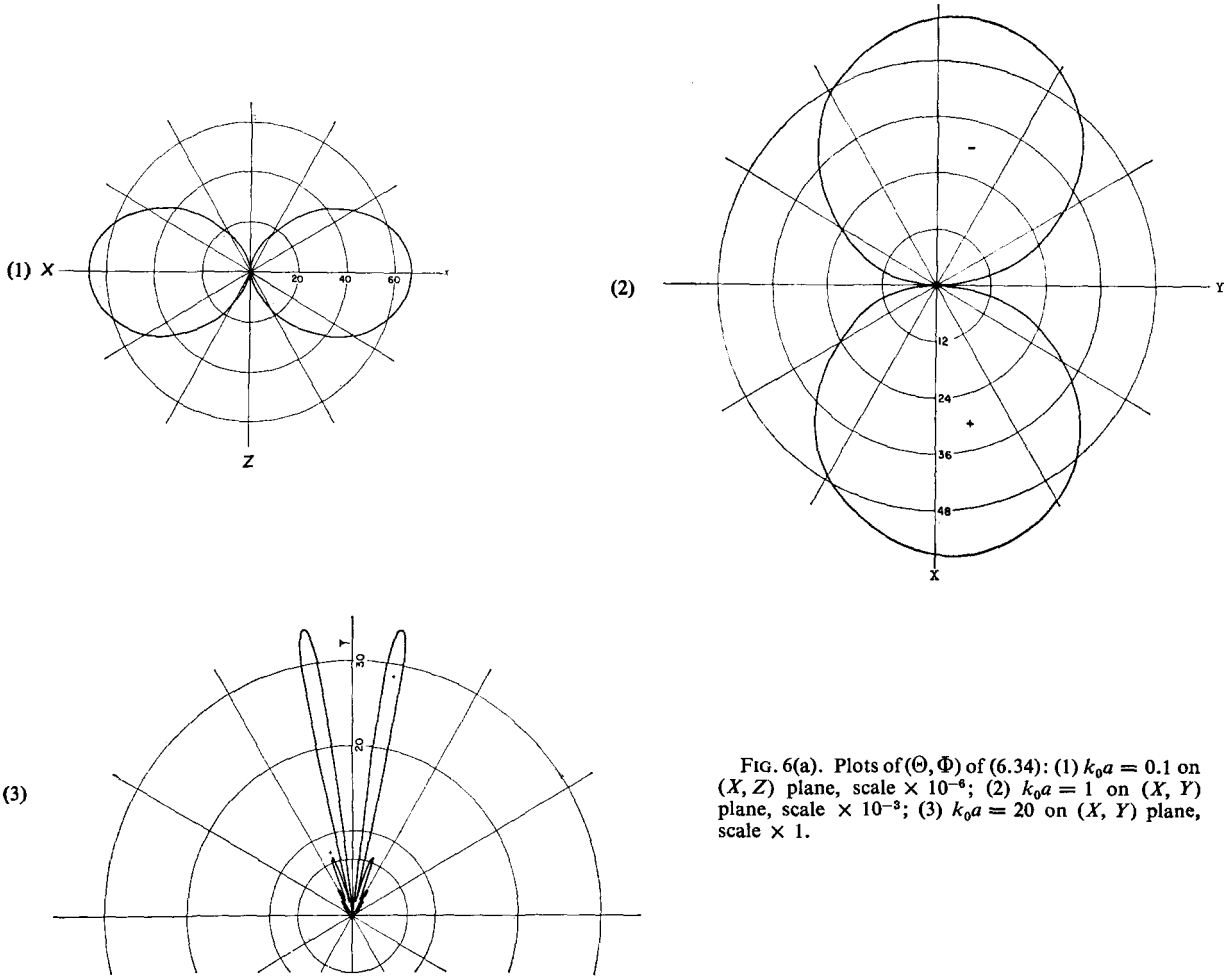 (1) X
20 40 60
Z
(2)
-
Y
12
24
+
36
48
X
(3)
Y
30
20
FIG. 6(a). Plots of (Θ, Φ) of (6.34): (1) k₀a = 0.1 on
(X, Z) plane, scale × 10⁻⁶; (2) k₀a = 1 on (X, Y)
plane, scale × 10⁻³; (3) k₀a = 20 on (X, Y) plane,
scale × 1.